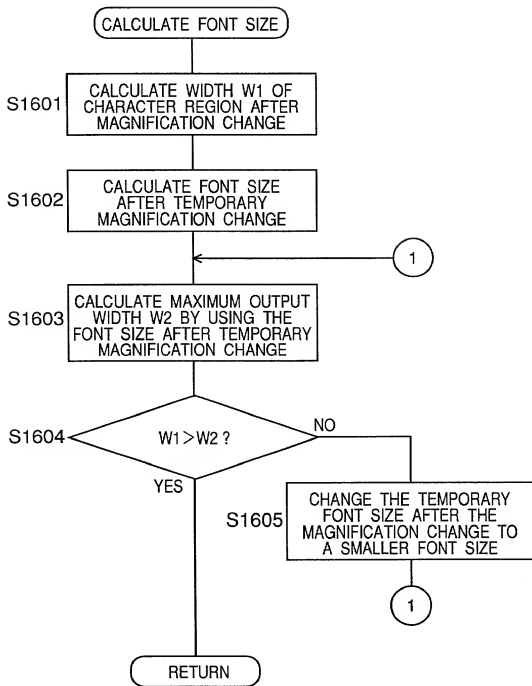 CALCULATE FONT SIZE
S1601
CALCULATE WIDTH W1 OF
CHARACTER REGION AFTER
MAGNIFICATION CHANGE
S1602
CALCULATE FONT SIZE
AFTER TEMPORARY
MAGNIFICATION CHANGE
1
S1603
CALCULATE MAXIMUM OUTPUT
WIDTH W2 BY USING THE
FONT SIZE AFTER TEMPORARY
MAGNIFICATION CHANGE
S1604
W1>W2 ?
NO
YES
S1605
CHANGE THE TEMPORARY
FONT SIZE AFTER THE
MAGNIFICATION CHANGE TO
A SMALLER FONT SIZE
1
RETURN